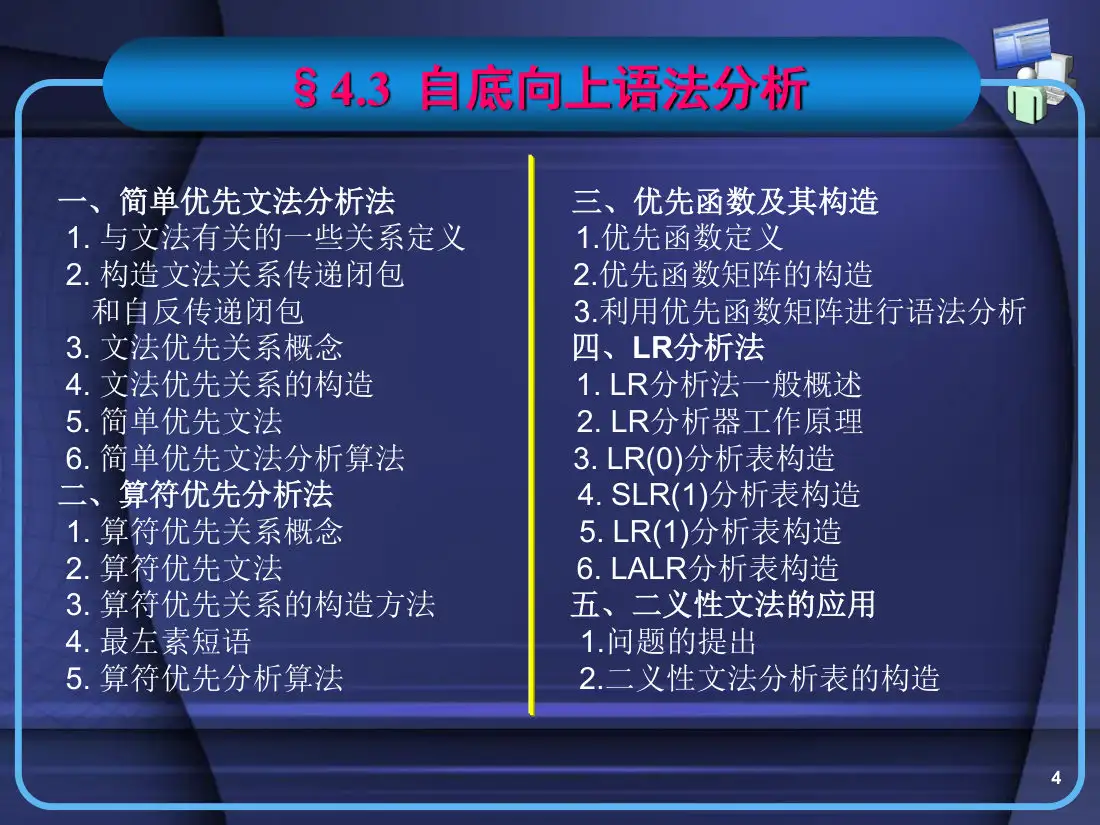 §4.3 自底向上语法分析
一、简单优先文法分析法
1. 与文法有关的一些关系定义
2. 构造文法关系传递闭包
和自反传递闭包
3. 文法优先关系概念
4. 文法优先关系的构造
5. 简单优先文法
6. 简单优先文法分析算法
二、算符优先分析法
1. 算符优先关系概念
2. 算符优先文法
3. 算符优先关系的构造方法
4. 最左素短语
5. 算符优先分析算法
三、优先函数及其构造
1.优先函数定义
2.优先函数矩阵的构造
3.利用优先函数矩阵进行语法分析
四、LR分析法
1. LR分析法一般概述
2. LR分析器工作原理
3. LR(0)分析表构造
4. SLR(1)分析表构造
5. LR(1)分析表构造
6. LALR分析表构造
五、二义性文法的应用
1.问题的提出
2.二义性文法分析表的构造
4